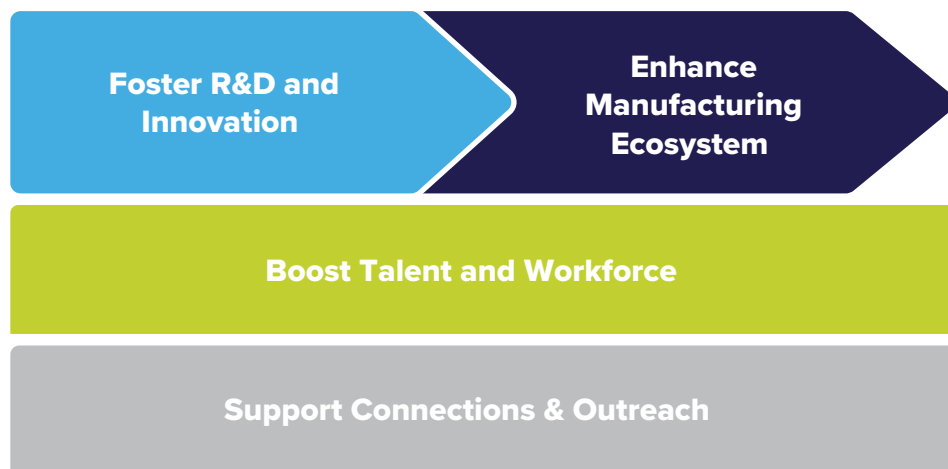 Foster R&D and
Innovation
Enhance
Manufacturing
Ecosystem
Boost Talent and Workforce
Support Connections & Outreach